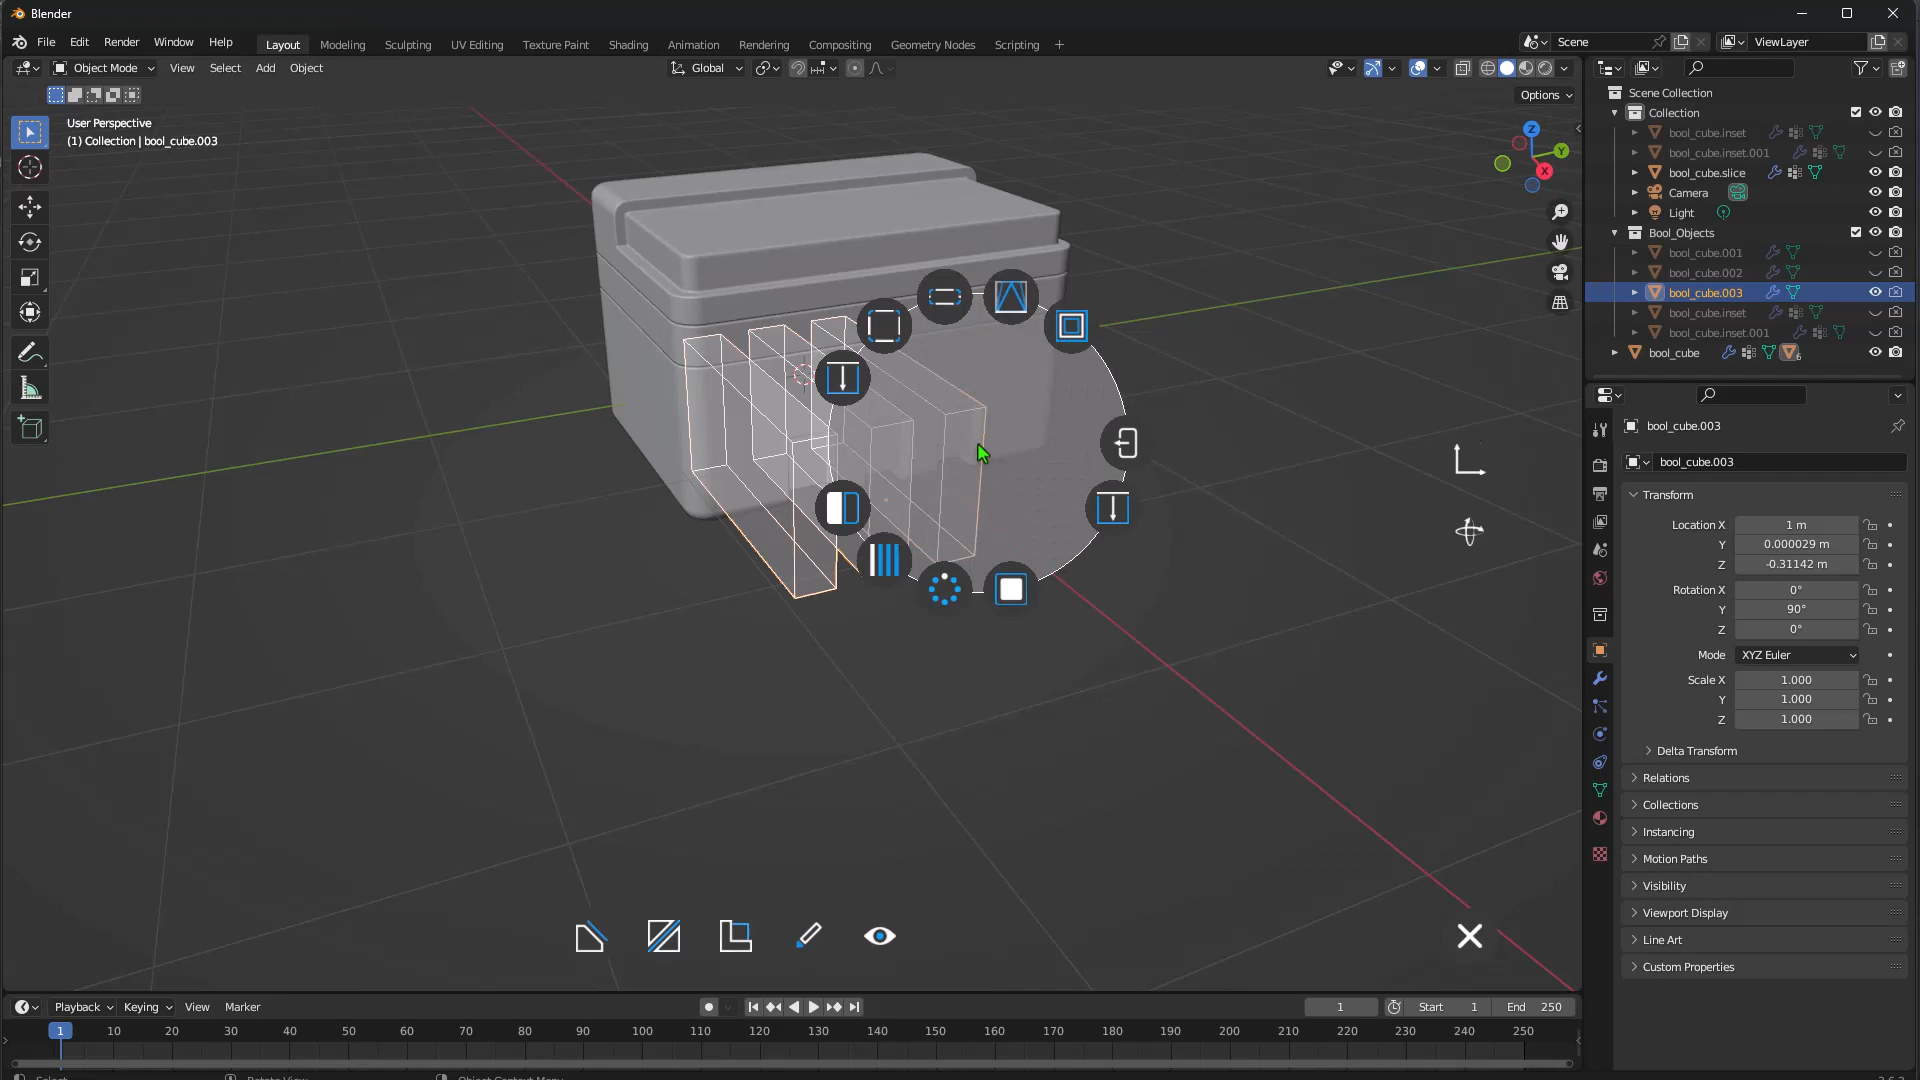 Blender
File Edit Render Window Help
Layout Modeling Sculpting UV Editing Texture Paint Shading Animation Rendering Compositing Geometry Nodes Scripting +
Scene
ViewLayer
Object Mode View Select Add Object
Global
Options
User Perspective
(1) Collection | bool_cube.003
Z
Y
X
Scene Collection
Collection
bool_cube.inset
bool_cube.inset.001
bool_cube.slice
Camera
Light
Bool_Objects
bool_cube.001
bool_cube.002
bool_cube.003
bool_cube.inset
bool_cube.inset.001
bool_cube
6
bool_cube.003
bool_cube.003
Transform
Location X 1 m
Y 0.000029 m
Z -0.31142 m
Rotation X 0°
Y 90°
Z 0°
Mode XYZ Euler
Scale X 1.000
Y 1.000
Z 1.000
Delta Transform
Relations
Collections
Instancing
Motion Paths
Visibility
Viewport Display
Line Art
Custom Properties
Playback Keying View Marker
1
Start 1
End 250
1 10 20 30 40 50 60 70 80 90 100 110 120 130 140 150 160 170 180 190 200 210 220 230 240 250